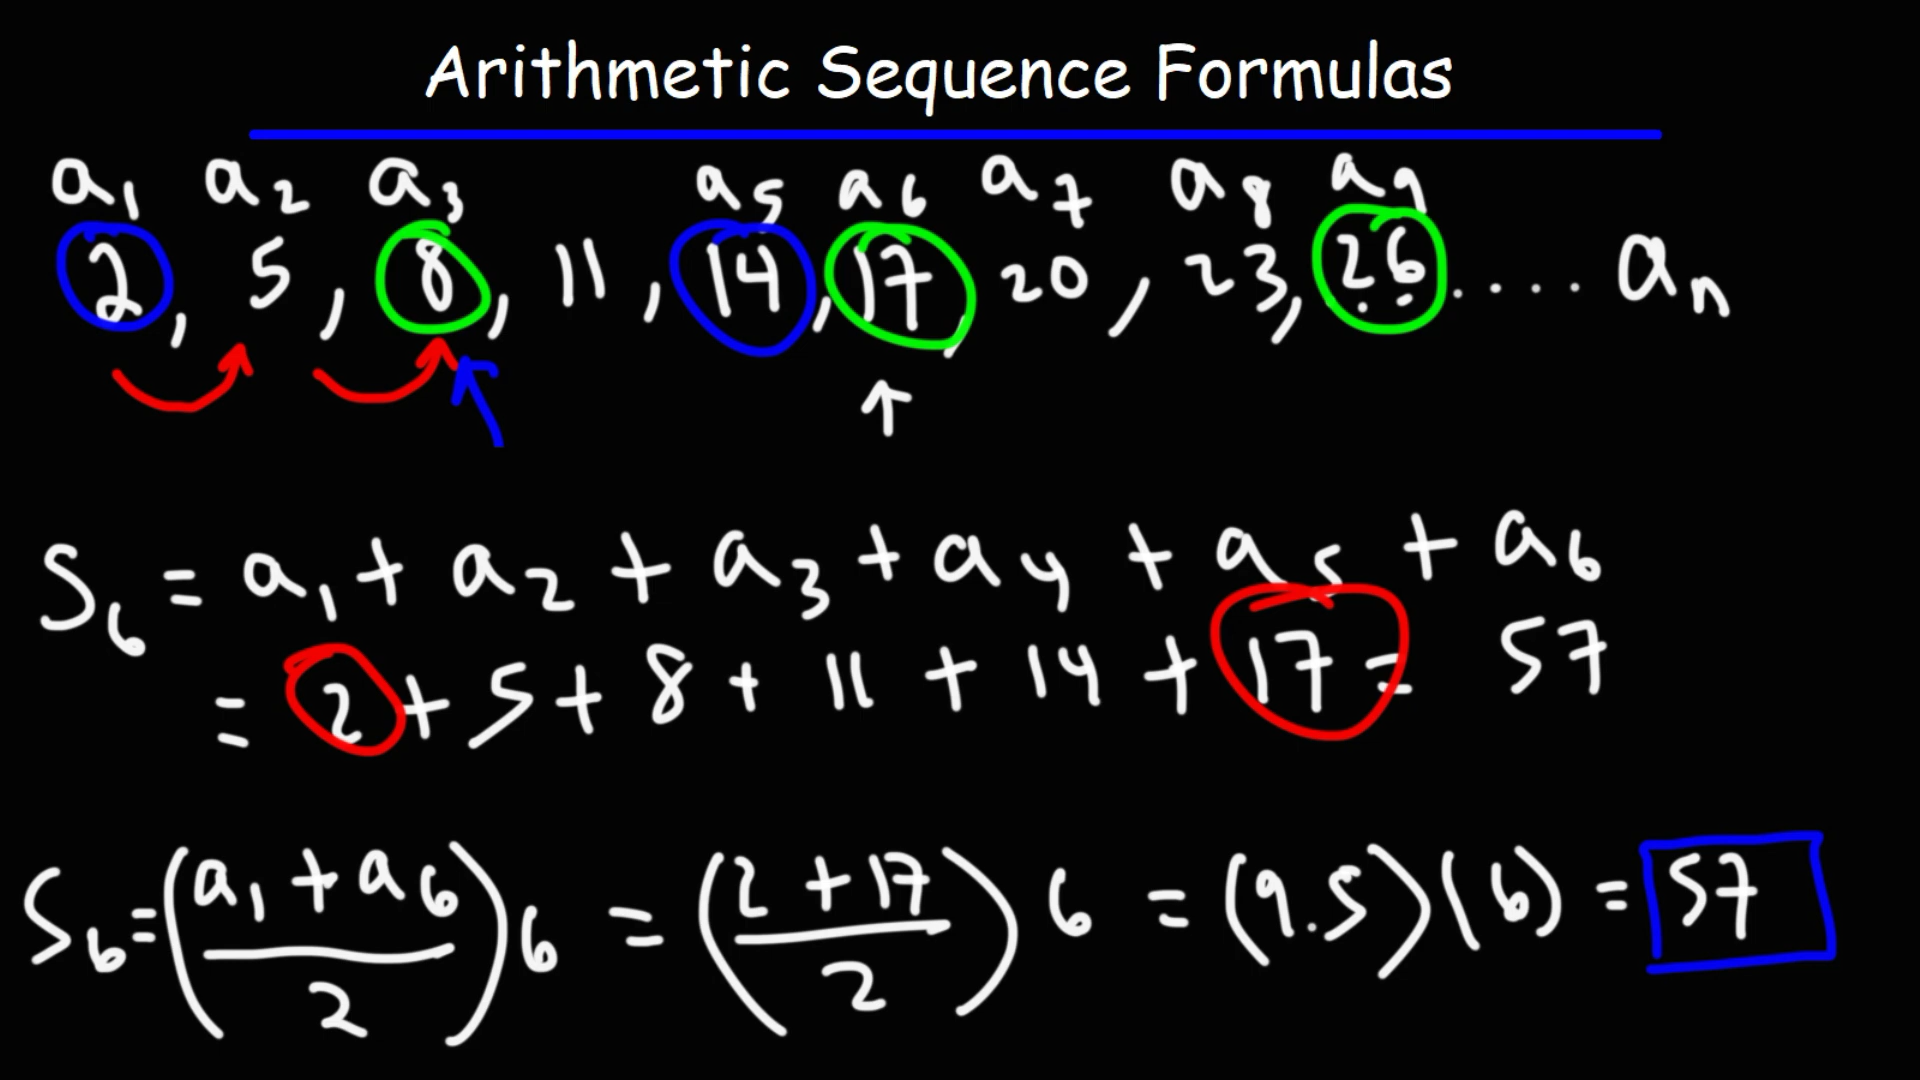 Arithmetic Sequence Formulas
a₁ a₂ a₃ a₅ a₆ a₇ a₈ a₉
2, 5, 8, 11, 14, 17, 20, 23, 26 ..... aₙ
S₆ = a₁ + a₂ + a₃ + a₄ + a₅ + a₆
= 2 + 5 + 8 + 11 + 14 + 17 = 57
S₆ = ((a₁ + a₆)/2) 6 = ((2 + 17)/2) 6 = (9.5)(6) = 57